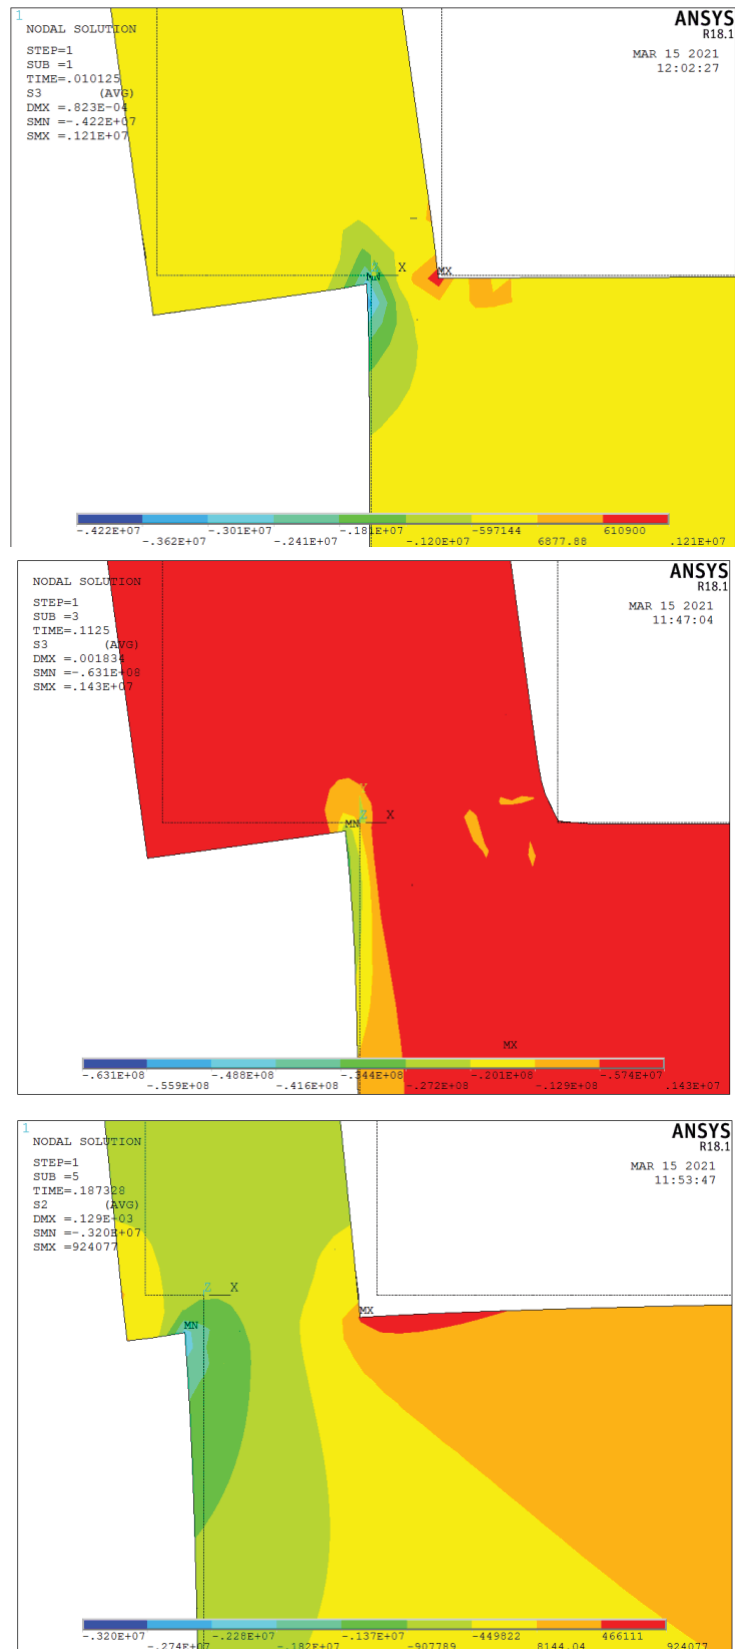 1
NODAL SOLUTION
STEP=1
SUB =1
TIME=.010125
S3 (AVG)
DMX =.823E-04
SMN =-.422E+07
SMX =.121E+07
ANSYS
R18.1
MAR 15 2021
12:02:27
X
MN
MX
-.422E+07 -.301E+07 -.181E+07 -597144 610900
-.362E+07 -.241E+07 -.120E+07 6877.88 .121E+07
NODAL SOLUTION
STEP=1
SUB =3
TIME=.1125
S3 (AVG)
DMX =.001834
SMN =-.631E+08
SMX =.143E+07
ANSYS
R18.1
MAR 15 2021
11:47:04
Y
Z X
MN
MX
-.631E+08 -.488E+08 -.344E+08 -.201E+08 -.574E+07
-.559E+08 -.416E+08 -.272E+08 -.129E+08 .143E+07
1
NODAL SOLUTION
STEP=1
SUB =5
TIME=.187328
S2 (AVG)
DMX =.129E-03
SMN =-.320E+07
SMX =924077
ANSYS
R18.1
MAR 15 2021
11:53:47
Z X
MX
MN
-.320E+07 -.228E+07 -.137E+07 -449822 466111
-.274E+07 -.182E+07 -907789 8144.04 924077